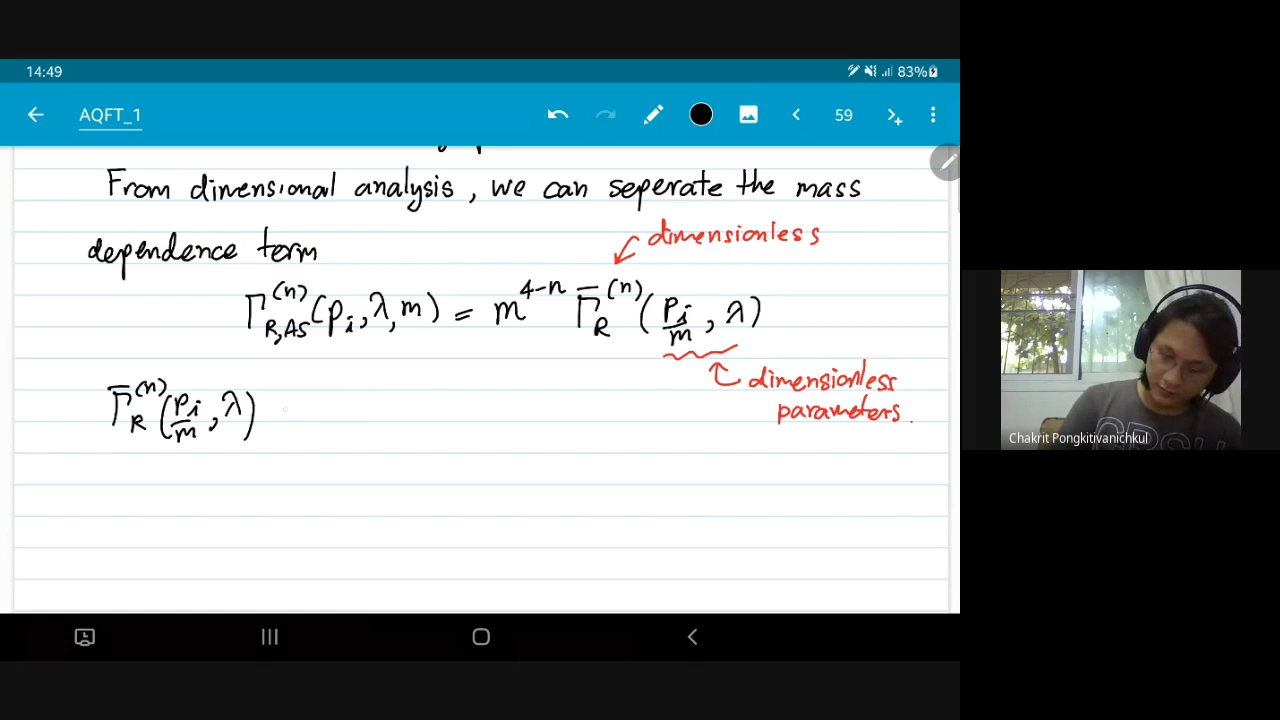 14:49
83%
AQFT_1
59
From dimensional analysis, we can seperate the mass
dependence term
dimensionless
Γ_{R,AS}^{(n)}(p_i, λ, m) = m^{4-n} Γ̄_R^{(n)}(p_i/m, λ)
dimensionless
parameters.
Γ̄_R^{(n)}(p_i/m, λ)
Chakrit Pongkitivanichkul